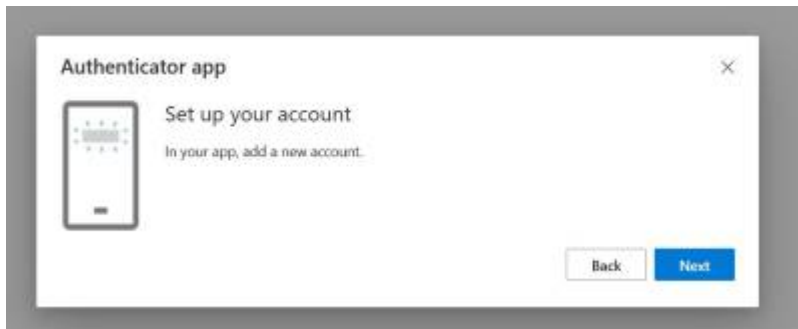 Authenticator app
Set up your account
In your app, add a new account.
Back
Next